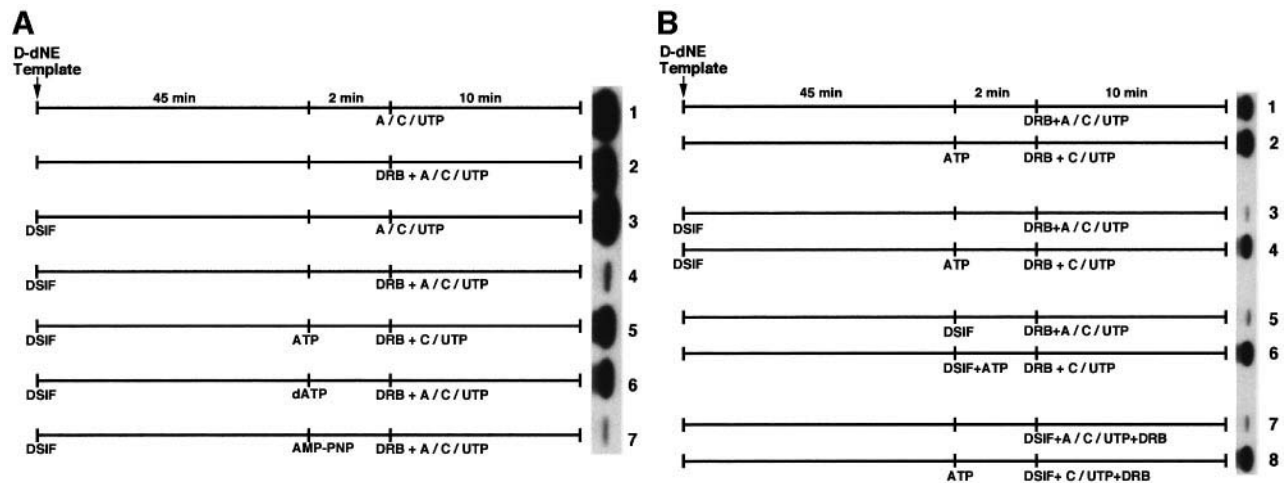 A
D-dNE
Template
45 min 2 min 10 min
A / C / UTP
1
DRB + A / C / UTP
2
DSIF A / C / UTP
3
DSIF DRB + A / C / UTP
4
DSIF ATP DRB + C / UTP
5
DSIF dATP DRB + A / C / UTP
6
DSIF AMP-PNP DRB + A / C / UTP
7
B
D-dNE
Template
45 min 2 min 10 min
DRB+A / C / UTP
1
ATP DRB + C / UTP
2
DSIF DRB+A / C / UTP
3
DSIF ATP DRB + C / UTP
4
DSIF DRB+A / C / UTP
5
DSIF+ATP DRB + C / UTP
6
DSIF+A / C / UTP+DRB
7
ATP DSIF+ C / UTP+DRB
8